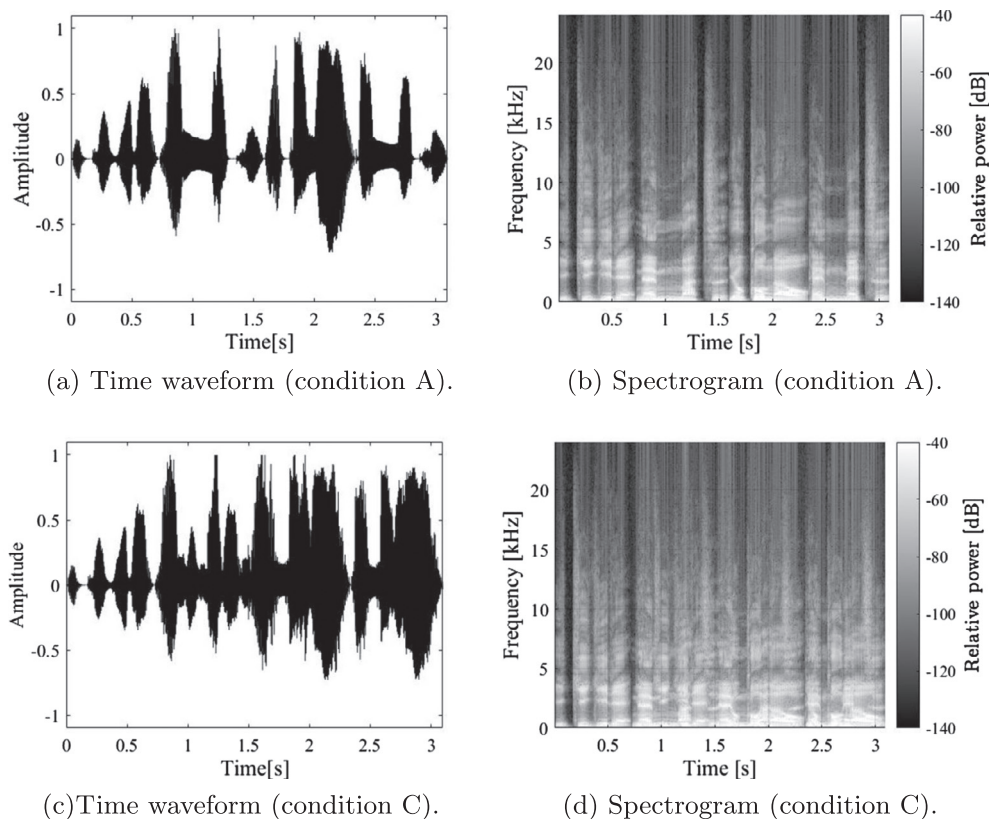 1
0.5
0
-0.5
-1
Amplitude
0 0.5 1 1.5 2 2.5 3
Time[s]
(a) Time waveform (condition A).
20
15
10
5
0
Frequency [kHz]
0.5 1 1.5 2 2.5 3
Time [s]
-40
-60
-80
-100
-120
-140
Relative power [dB]
(b) Spectrogram (condition A).
1
0.5
0
-0.5
-1
Amplitude
0 0.5 1 1.5 2 2.5 3
Time[s]
(c)Time waveform (condition C).
20
15
10
5
0
Frequency [kHz]
0.5 1 1.5 2 2.5 3
Time [s]
-40
-60
-80
-100
-120
-140
Relative power [dB]
(d) Spectrogram (condition C).